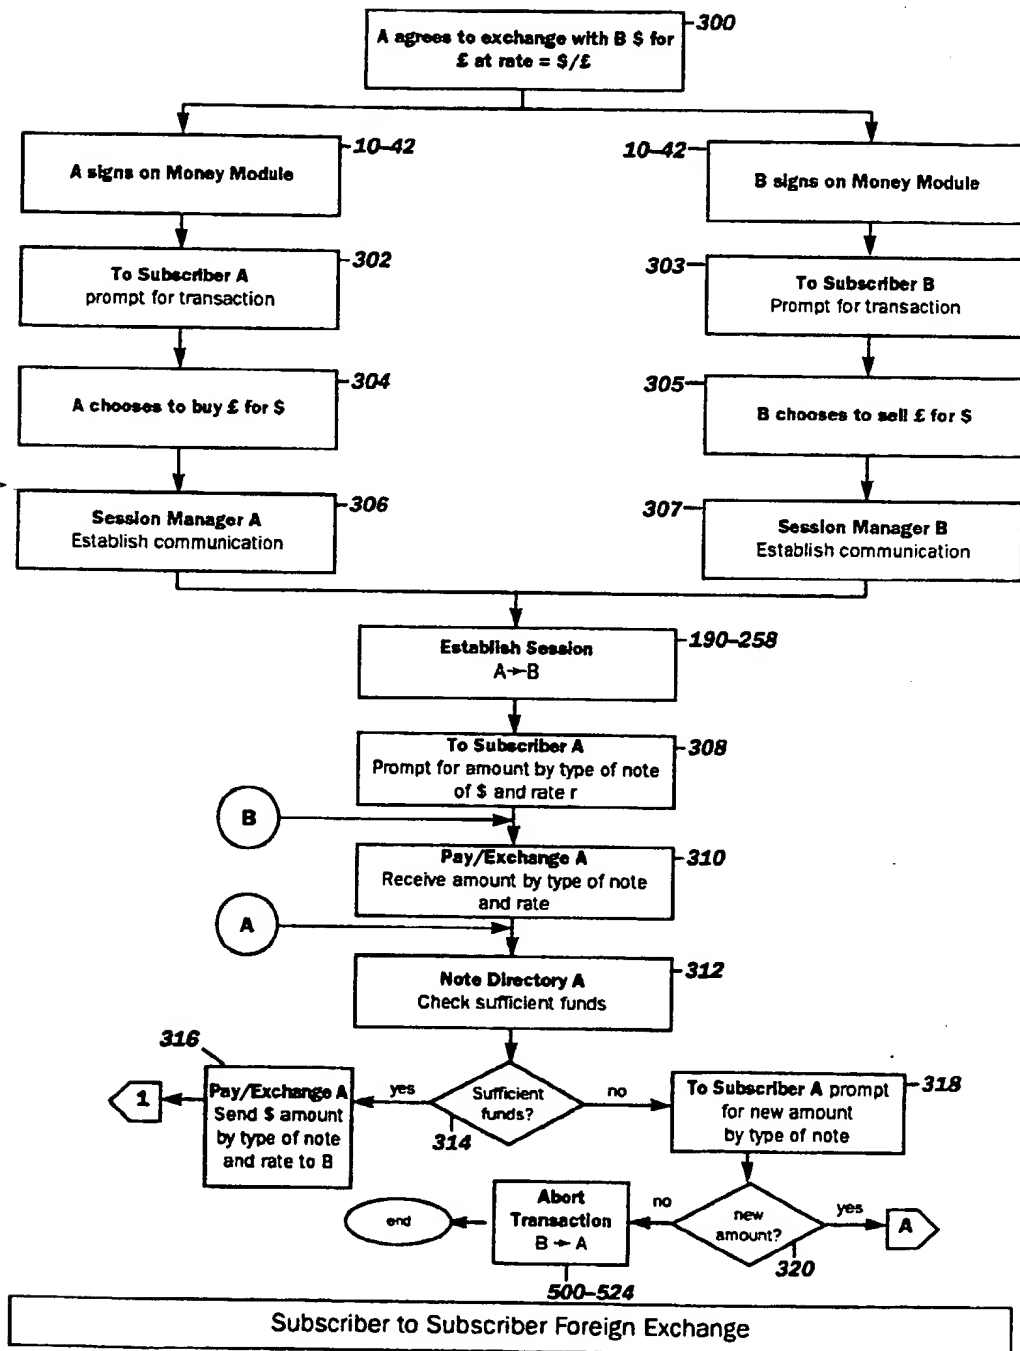 300
A agrees to exchange with B $ for
£ at rate = $/£
10–42
A signs on Money Module
10–42
B signs on Money Module
302
To Subscriber A
prompt for transaction
303
To Subscriber B
Prompt for transaction
304
A chooses to buy £ for $
305
B chooses to sell £ for $
306
Session Manager A
Establish communication
307
Session Manager B
Establish communication
190–258
Establish Session
A→B
308
To Subscriber A
Prompt for amount by type of note
of $ and rate r
B
310
Pay/Exchange A
Receive amount by type of note
and rate
A
312
Note Directory A
Check sufficient funds
316
Pay/Exchange A
Send $ amount
by type of note
and rate to B
1
yes
Sufficient
funds?
314
no
318
To Subscriber A prompt
for new amount
by type of note
end
Abort
Transaction
B → A
500–524
no
new
amount?
320
yes
A
Subscriber to Subscriber Foreign Exchange